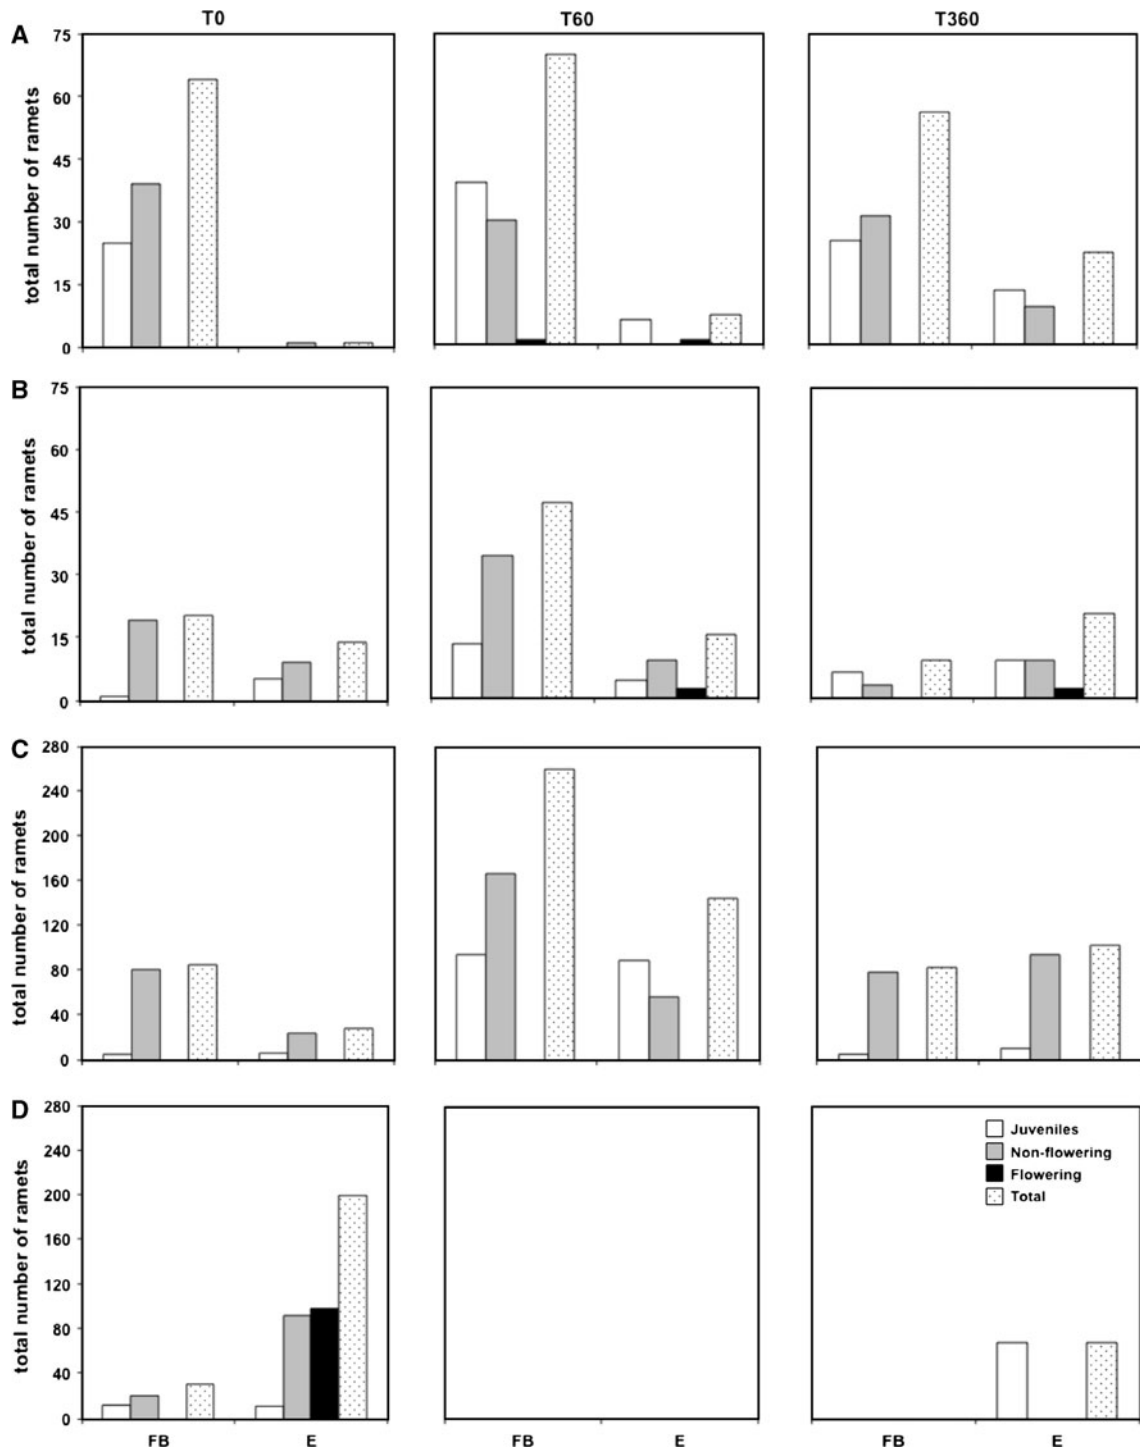 T0 T60 T360
A
75
60
45
30
15
0
total number of ramets
B
75
60
45
30
15
0
total number of ramets
C
280
240
200
160
120
80
40
0
total number of ramets
D
280
240
200
160
120
80
40
0
total number of ramets
Juveniles
Non-flowering
Flowering
Total
FB E FB E FB E